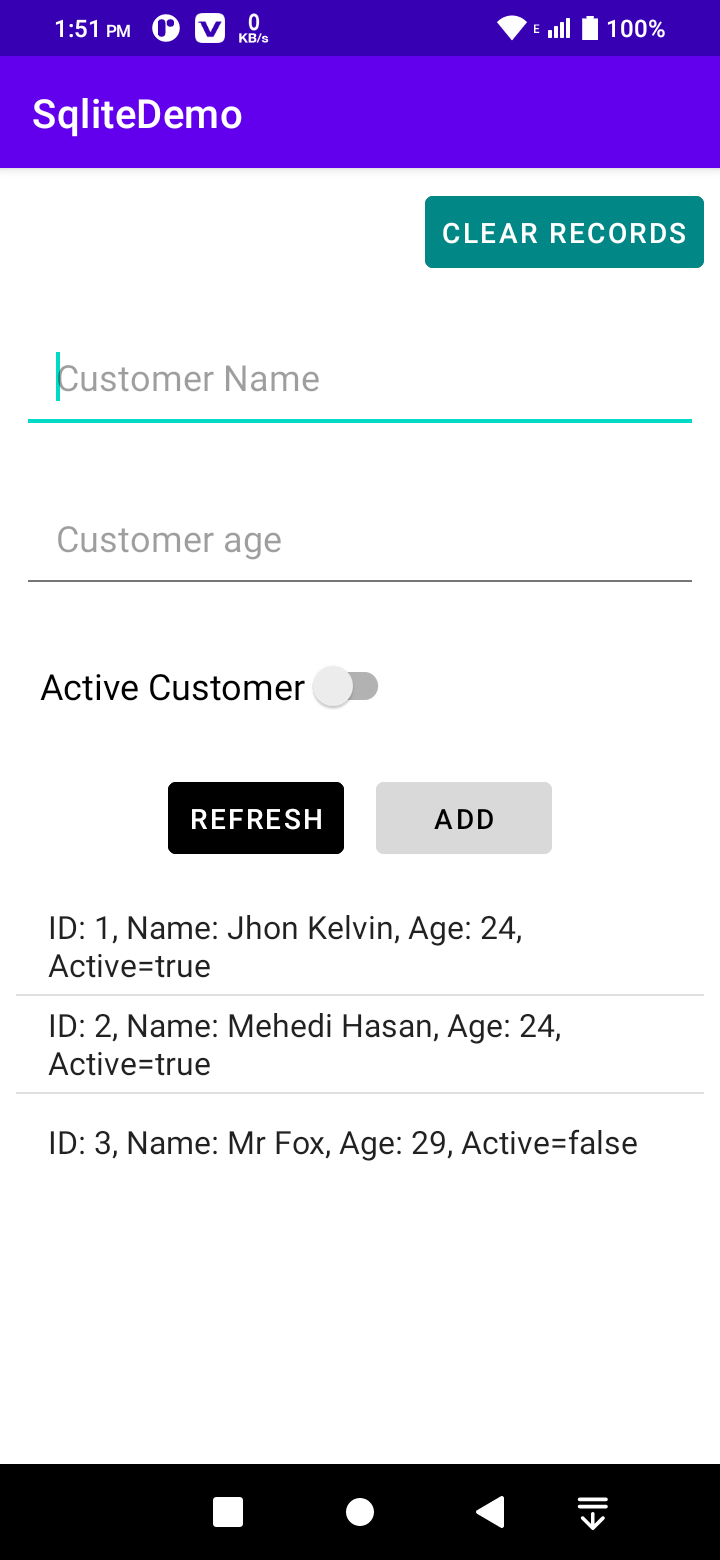 1:51 PM 0 KB/s E 100%
SqliteDemo
CLEAR RECORDS
Customer Name
Customer age
Active Customer
REFRESH ADD
ID: 1, Name: Jhon Kelvin, Age: 24,
Active=true
ID: 2, Name: Mehedi Hasan, Age: 24,
Active=true
ID: 3, Name: Mr Fox, Age: 29, Active=false